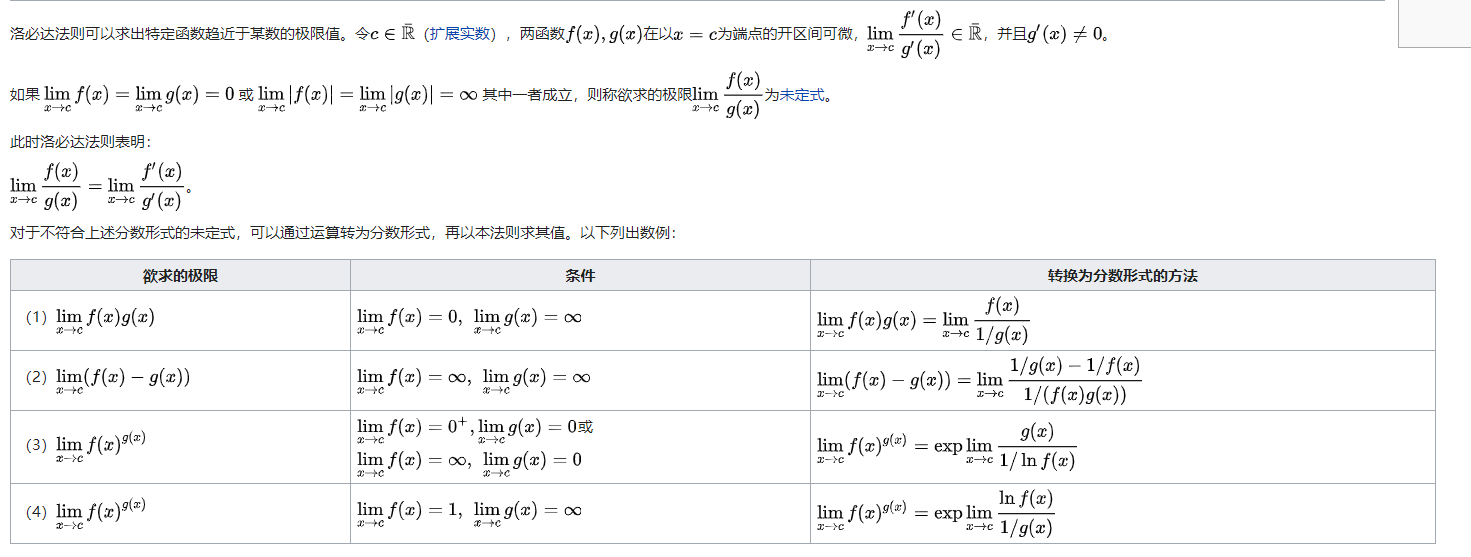 洛必达法则可以求出特定函数趋近于某数的极限值。令$c \in \bar{\mathbb{R}}$（扩展实数），两函数$f(x), g(x)$在以$x = c$为端点的开区间可微，$\lim_{x \to c} \frac{f'(x)}{g'(x)} \in \bar{\mathbb{R}}$，并且$g'(x) \neq 0$。
如果$\lim_{x \to c} f(x) = \lim_{x \to c} g(x) = 0$ 或 $\lim_{x \to c} |f(x)| = \lim_{x \to c} |g(x)| = \infty$ 其中一者成立，则称欲求的极限$\lim_{x \to c} \frac{f(x)}{g(x)}$为未定式。
此时洛必达法则表明：
$\lim_{x \to c} \frac{f(x)}{g(x)} = \lim_{x \to c} \frac{f'(x)}{g'(x)}$。
对于不符合上述分数形式的未定式，可以通过运算转为分数形式，再以本法则求其值。以下列出数例：
欲求的极限 条件 转换为分数形式的方法
（1）$\lim_{x \to c} f(x)g(x)$ $\lim_{x \to c} f(x) = 0, \lim_{x \to c} g(x) = \infty$ $\lim_{x \to c} f(x)g(x) = \lim_{x \to c} \frac{f(x)}{1/g(x)}$
（2）$\lim_{x \to c} (f(x) - g(x))$ $\lim_{x \to c} f(x) = \infty, \lim_{x \to c} g(x) = \infty$ $\lim_{x \to c} (f(x) - g(x)) = \lim_{x \to c} \frac{1/g(x) - 1/f(x)}{1/(f(x)g(x))}$
（3）$\lim_{x \to c} f(x)^{g(x)}$ $\lim_{x \to c} f(x) = 0^+, \lim_{x \to c} g(x) = 0$或
$\lim_{x \to c} f(x) = \infty, \lim_{x \to c} g(x) = 0$ $\lim_{x \to c} f(x)^{g(x)} = \exp \lim_{x \to c} \frac{g(x)}{1/\ln f(x)}$
（4）$\lim_{x \to c} f(x)^{g(x)}$ $\lim_{x \to c} f(x) = 1, \lim_{x \to c} g(x) = \infty$ $\lim_{x \to c} f(x)^{g(x)} = \exp \lim_{x \to c} \frac{\ln f(x)}{1/g(x)}$